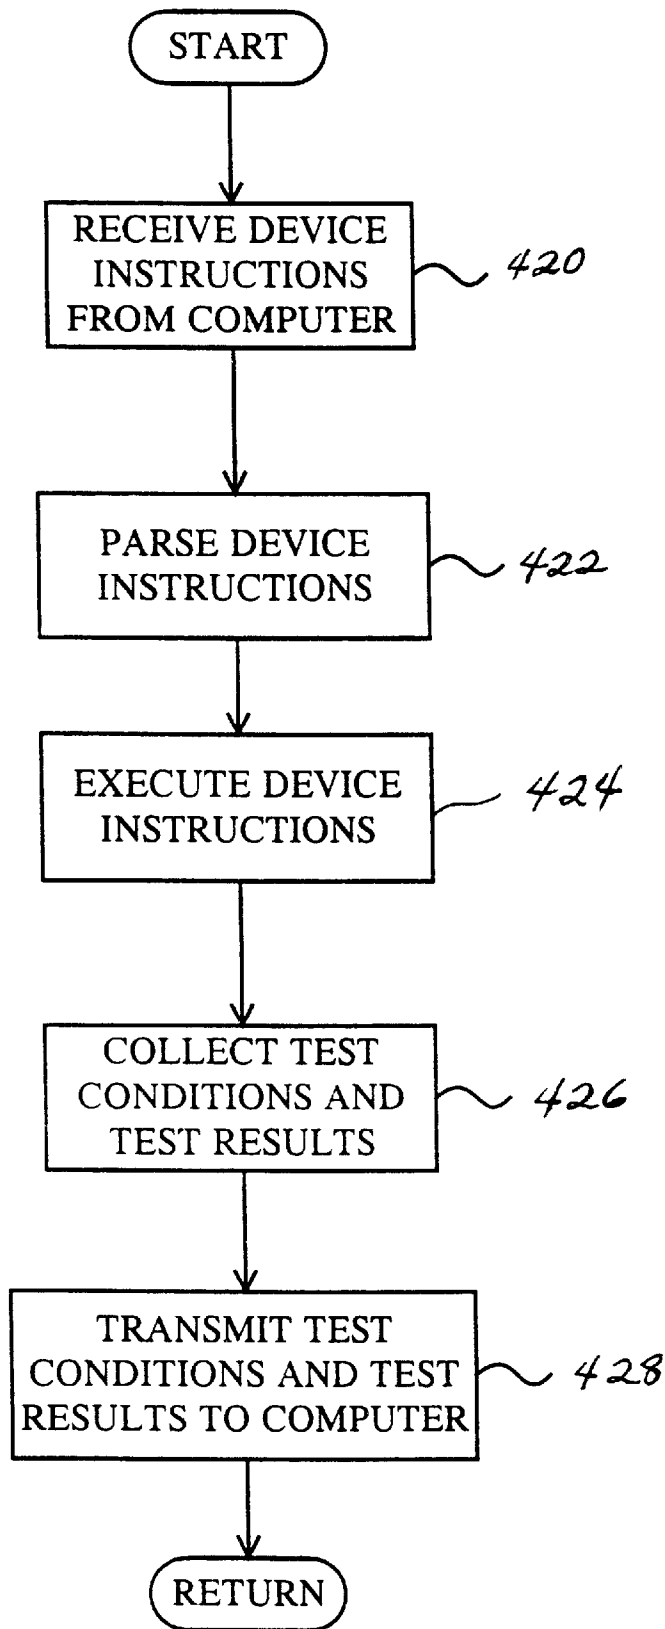 START
RECEIVE DEVICE
INSTRUCTIONS
FROM COMPUTER
420
PARSE DEVICE
INSTRUCTIONS
422
EXECUTE DEVICE
INSTRUCTIONS
424
COLLECT TEST
CONDITIONS AND
TEST RESULTS
426
TRANSMIT TEST
CONDITIONS AND TEST
RESULTS TO COMPUTER
428
RETURN